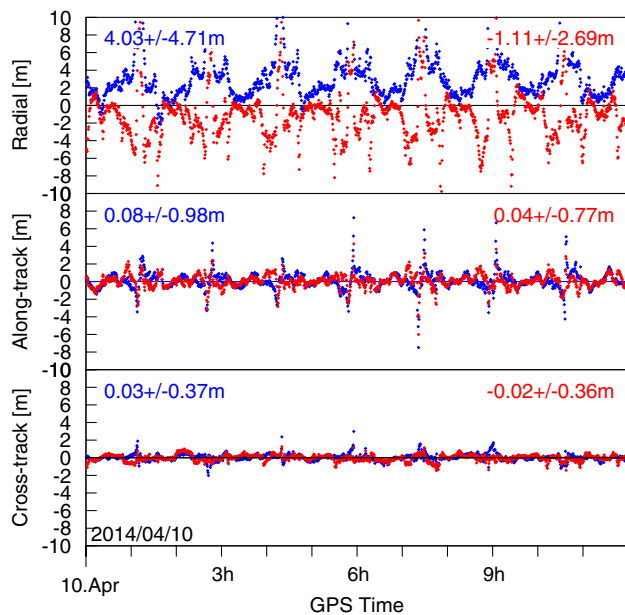 Radial [m]
10
8
6
4
2
0
-2
-4
-6
-8
-10
4.03+/-4.71m
-1.11+/-2.69m
Along-track [m]
8
6
4
2
0
-2
-4
-6
-8
-10
0.08+/-0.98m
0.04+/-0.77m
Cross-track [m]
8
6
4
2
0
-2
-4
-6
-8
-10
0.03+/-0.37m
-0.02+/-0.36m
2014/04/10
3h
6h
9h
10.Apr
GPS Time